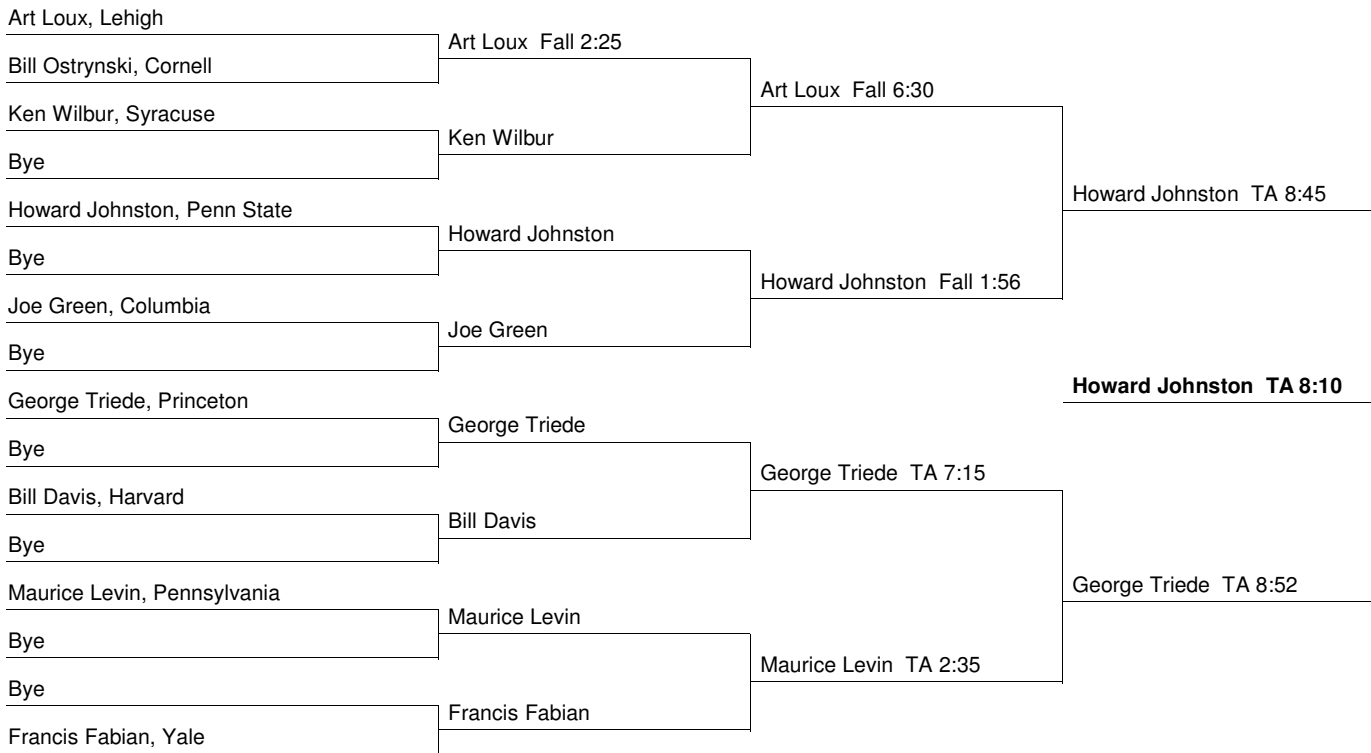 Art Loux, Lehigh
Bill Ostrynski, Cornell
Ken Wilbur, Syracuse
Bye
Howard Johnston, Penn State
Bye
Joe Green, Columbia
Bye
George Triede, Princeton
Bye
Bill Davis, Harvard
Bye
Maurice Levin, Pennsylvania
Bye
Bye
Francis Fabian, Yale
Art Loux Fall 2:25
Ken Wilbur
Howard Johnston
Joe Green
George Triede
Bill Davis
Maurice Levin
Francis Fabian
Art Loux Fall 6:30
Howard Johnston Fall 1:56
George Triede TA 7:15
Maurice Levin TA 2:35
Howard Johnston TA 8:45
Howard Johnston TA 8:10
George Triede TA 8:52